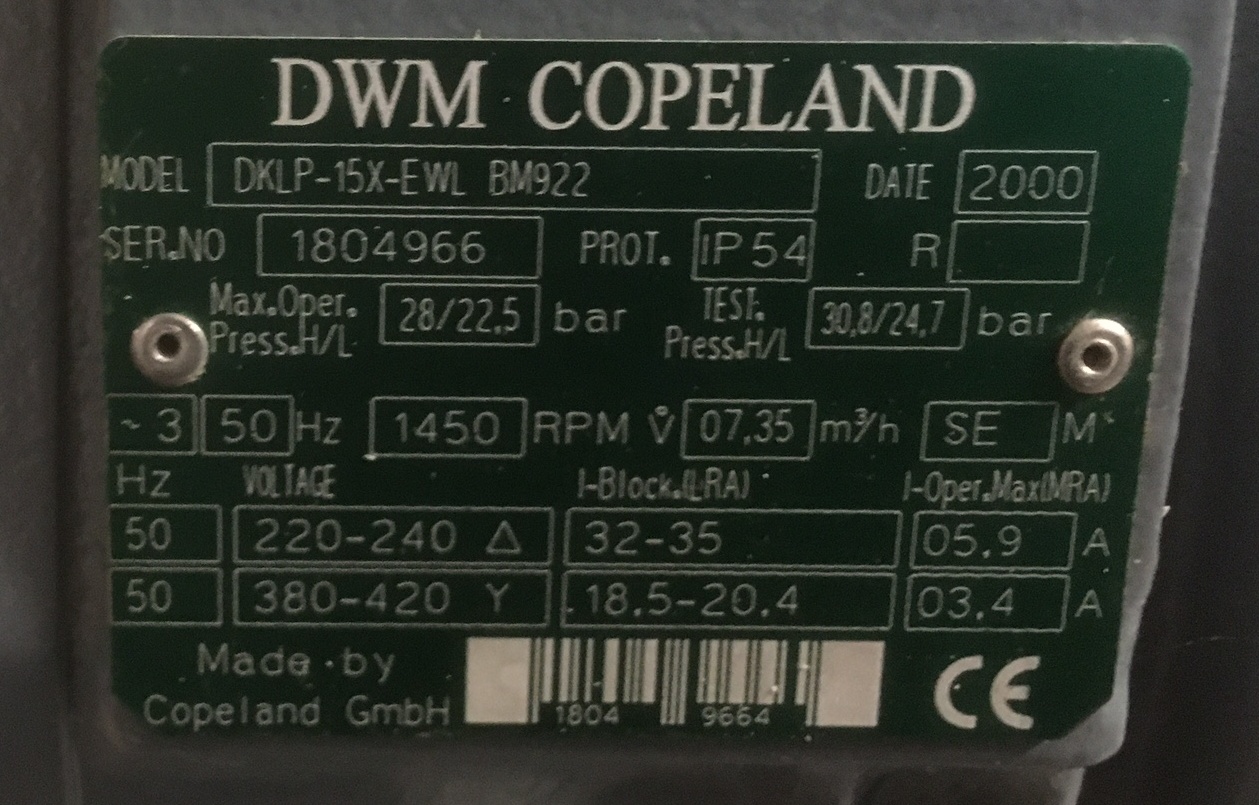 DWM COPELAND
MODEL DKLP-15X-EWL BM922 DATE 2000
SER.NO 1804966 PROT. IP54 R
Max.Oper. Press.H/L 28/22,5 bar TEST. Press.H/L 30,8/24,7 bar
~ 3 50 Hz 1450 RPM V̊ 07,35 m³/h SE M*
Hz VOLTAGE I-Block.(LRA) I-Oper.Max(MRA)
50 220-240 Δ 32-35 05.9 A
50 380-420 Y 18.5-20.4 03.4 A
Made by
Copeland GmbH
1804 9664
CE